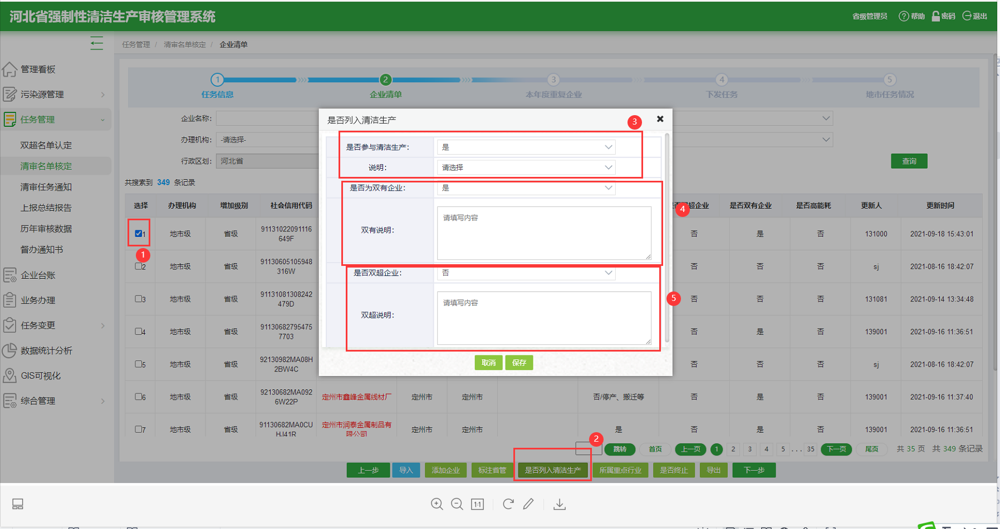 河北省强制性清洁生产审核管理系统
省级管理员 帮助 密码 退出
任务管理 / 清审名单核定 / 企业清单
管理看板
污染源管理
任务管理
双超名单认定
清审名单核定
清审任务通知
上报总结报告
历年审核数据
督办通知书
企业台账
业务办理
任务变更
数据统计分析
GIS可视化
综合管理
1 2 3 4 5
任务信息 企业清单 本年度重复企业 下发任务 地市任务情况
企业名称:
办理机构: -请选择-
行政区划: 河北省
查询
共搜索到 349 条记录
是否列入清洁生产
3
是否参与清洁生产: 是
说明: 请选择
是否为双有企业: 是
4
双有说明: 请填写内容
是否双超企业: 否
5
双超说明: 请填写内容
取消 保存
选择 办理机构 增加级别 社会信用代码 超企业 是否双有企业 是否高能耗 更新人 更新时间
1 地市级 省级 91131022091116649F 否 是 否 131000 2021-09-18 15:43:01
1
2 地市级 省级 91130605105948316W 否 否 否 sj 2021-08-16 18:42:07
3 地市级 省级 91131081308242479D 否 否 否 131081 2021-09-14 13:34:48
4 地市级 省级 911306827954757703 否 是 否 139001 2021-09-16 11:36:51
5 地市级 省级 92130982MA08H2BW4C 否 否 否 sj 2021-08-16 18:42:07
6 地市级 省级 92130682MA0926W22P 定州市鑫峰金属线材厂 定州市 定州市 否/停产、搬迁等 否 是 否 139001 2021-09-16 11:37:40
7 地市级 省级 91130682MA0CUHJ41R 定州市润泰金属制品有限公司 定州市 定州市 是 否 是 否 139001 2021-09-16 11:36:51
2
跳转 首页 上一页 1 2 3 4 5 ... 35 下一页 尾页 共 35 页 共 349 条记录
上一步 导入 添加企业 标注省管 是否列入清洁生产 所属重点行业 是否终止 导出 下一步
1:1